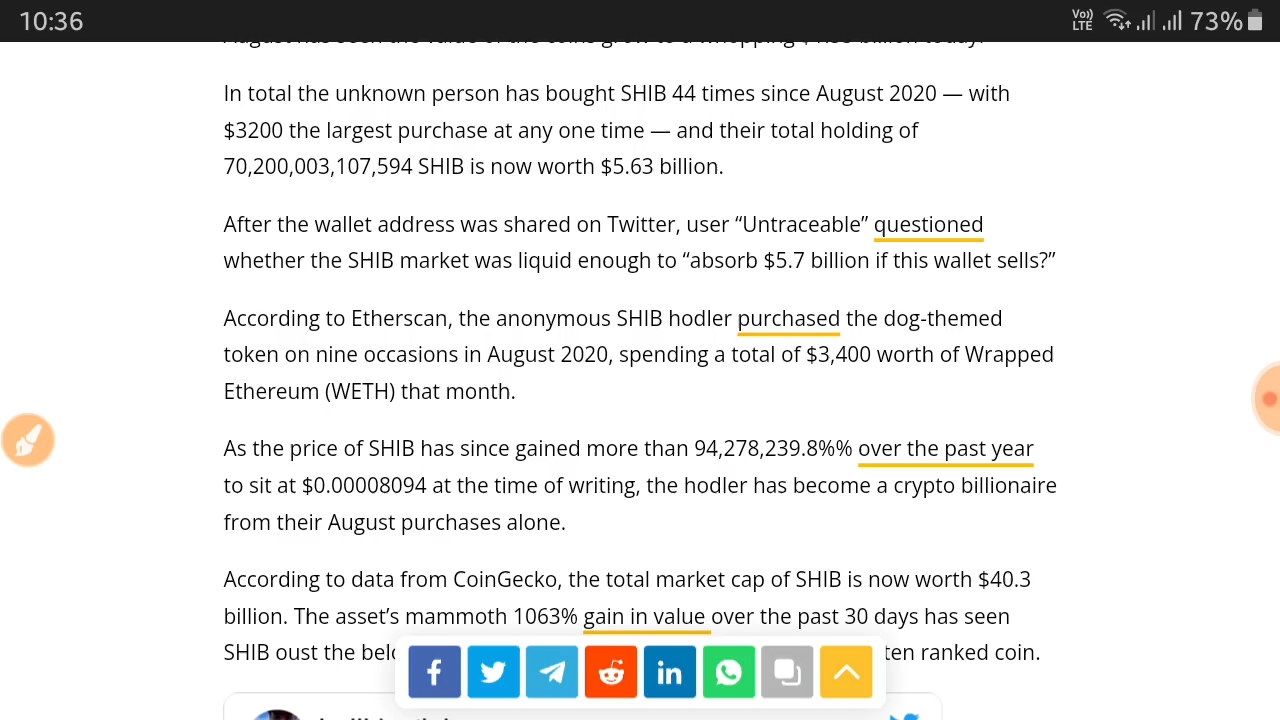 10:36
Vo)) LTE 73%
In total the unknown person has bought SHIB 44 times since August 2020 — with
$3200 the largest purchase at any one time — and their total holding of
70,200,003,107,594 SHIB is now worth $5.63 billion.
After the wallet address was shared on Twitter, user “Untraceable” questioned
whether the SHIB market was liquid enough to “absorb $5.7 billion if this wallet sells?”
According to Etherscan, the anonymous SHIB hodler purchased the dog-themed
token on nine occasions in August 2020, spending a total of $3,400 worth of Wrapped
Ethereum (WETH) that month.
As the price of SHIB has since gained more than 94,278,239.8%% over the past year
to sit at $0.00008094 at the time of writing, the hodler has become a crypto billionaire
from their August purchases alone.
According to data from CoinGecko, the total market cap of SHIB is now worth $40.3
billion. The asset’s mammoth 1063% gain in value over the past 30 days has seen
SHIB oust the ten ranked coin.